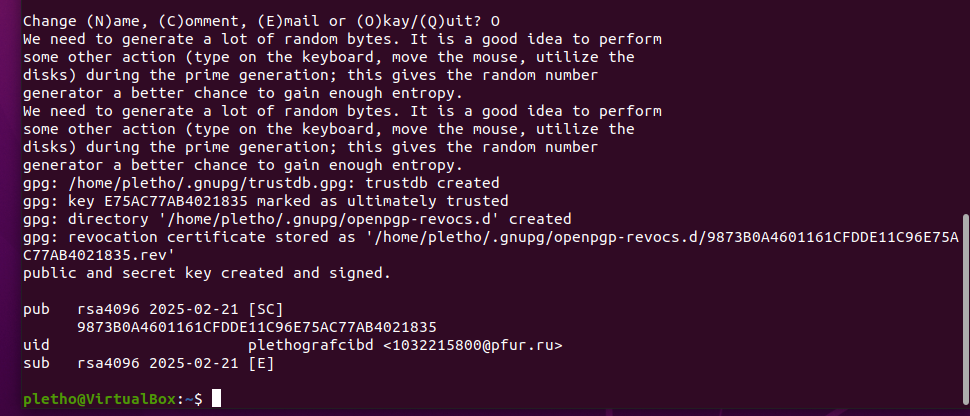 Change (N)ame, (C)omment, (E)mail or (O)kay/(Q)uit? O
We need to generate a lot of random bytes. It is a good idea to perform
some other action (type on the keyboard, move the mouse, utilize the
disks) during the prime generation; this gives the random number
generator a better chance to gain enough entropy.
We need to generate a lot of random bytes. It is a good idea to perform
some other action (type on the keyboard, move the mouse, utilize the
disks) during the prime generation; this gives the random number
generator a better chance to gain enough entropy.
gpg: /home/pletho/.gnupg/trustdb.gpg: trustdb created
gpg: key E75AC77AB4021835 marked as ultimately trusted
gpg: directory '/home/pletho/.gnupg/openpgp-revocs.d' created
gpg: revocation certificate stored as '/home/pletho/.gnupg/openpgp-revocs.d/9873B0A4601161CFDDE11C96E75A
C77AB4021835.rev'
public and secret key created and signed.
pub   rsa4096 2025-02-21 [SC]
      9873B0A4601161CFDDE11C96E75AC77AB4021835
uid                      plethografcibd <1032215800@pfur.ru>
sub   rsa4096 2025-02-21 [E]
pletho@VirtualBox:~$